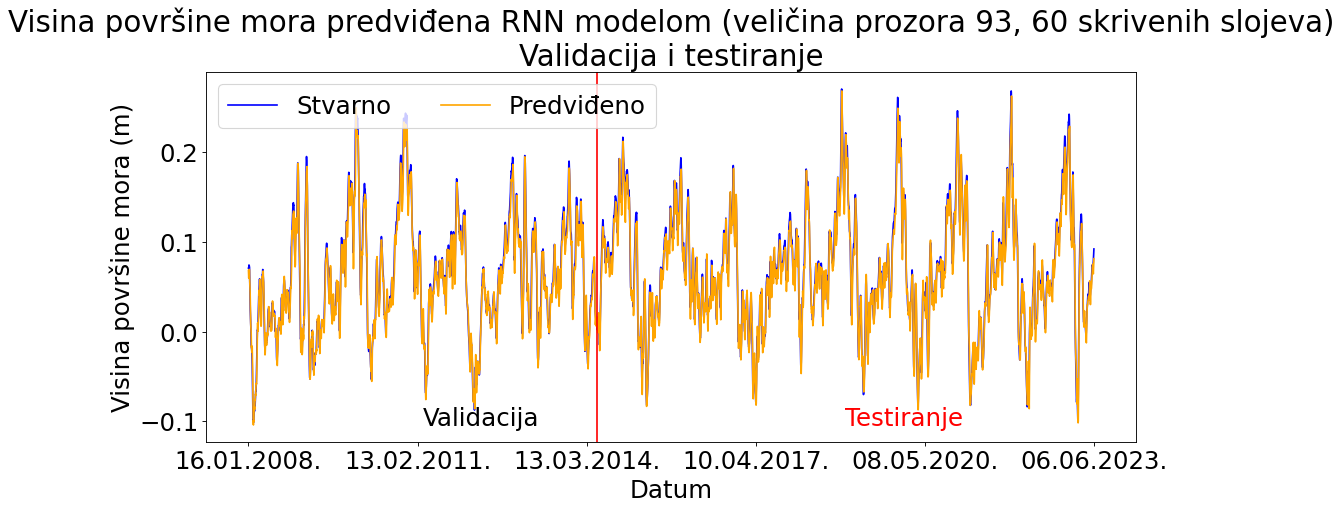 Visina površine mora predviđena RNN modelom (veličina prozora 93, 60 skrivenih slojeva)
Validacija i testiranje
Stvarno
Predviđeno
Visina površine mora (m)
0.2
0.1
0.0
−0.1
Validacija
Testiranje
16.01.2008.
13.02.2011.
13.03.2014.
10.04.2017.
08.05.2020.
06.06.2023.
Datum